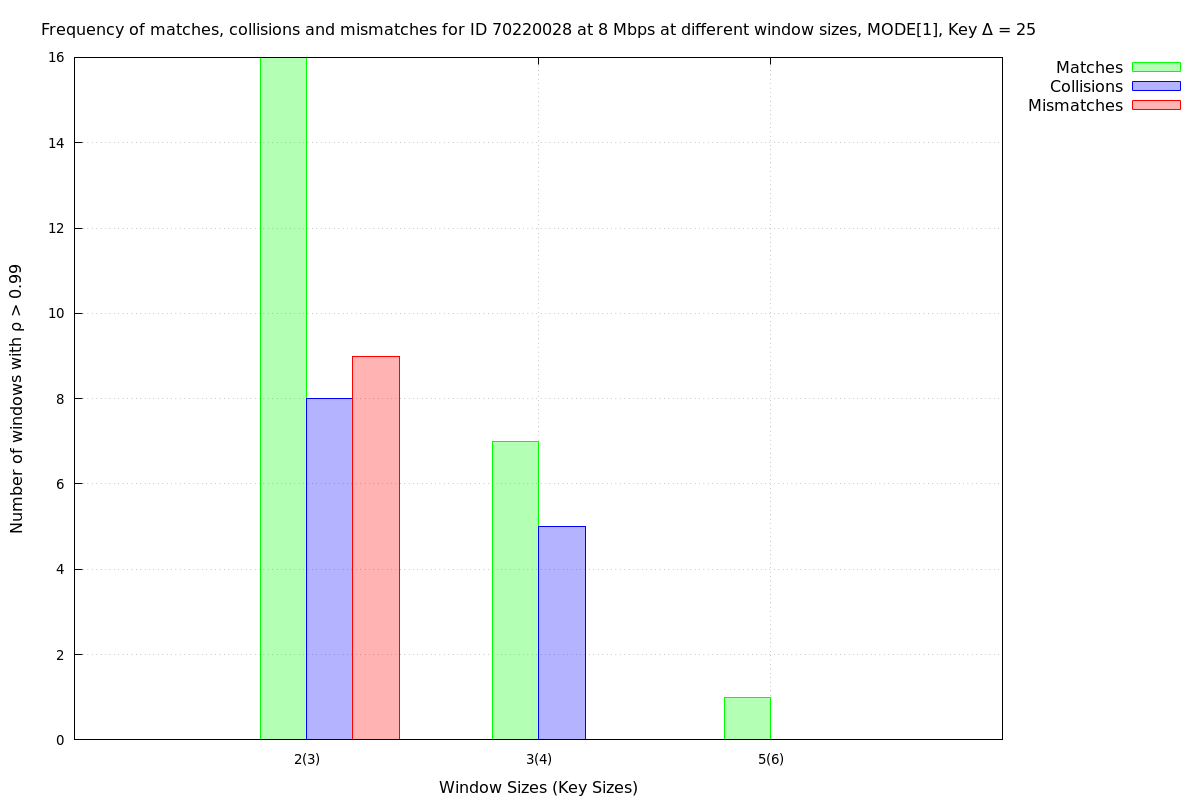 Frequency of matches, collisions and mismatches for ID 70220028 at 8 Mbps at different window sizes, MODE[1], Key Δ = 25
Matches
Collisions
Mismatches
Number of windows with ρ > 0.99
16
14
12
10
8
6
4
2
0
2(3) 3(4) 5(6)
Window Sizes (Key Sizes)